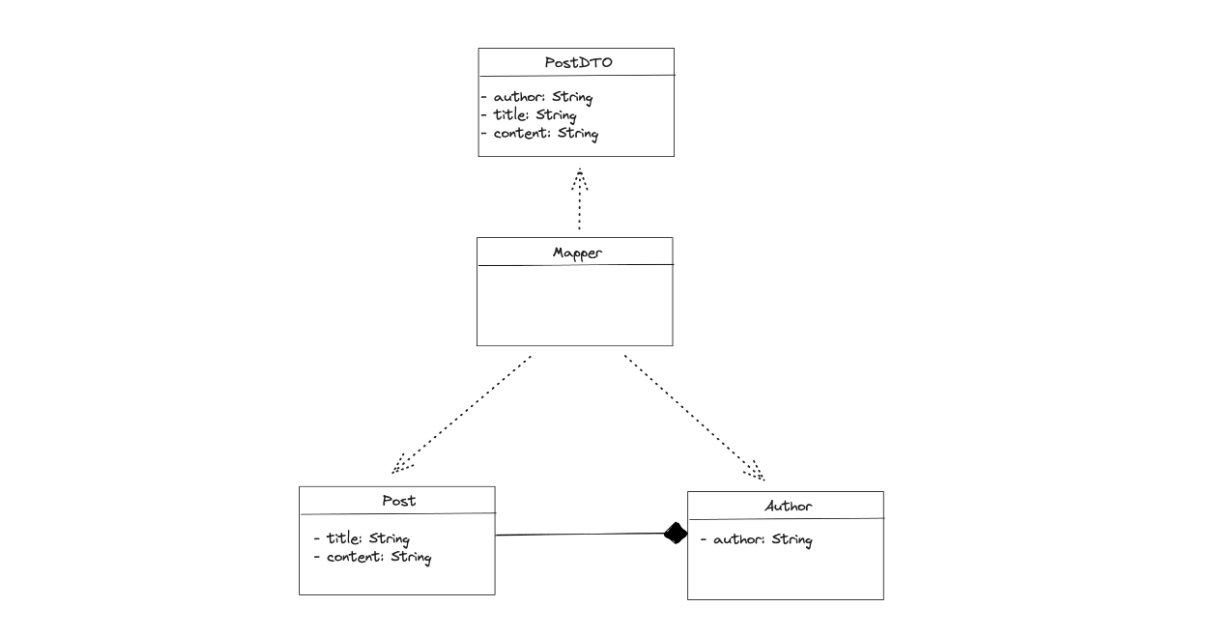 PostDTO
- author: String
- title: String
- content: String
Mapper
Post
- title: String
- content: String
Author
- author: String